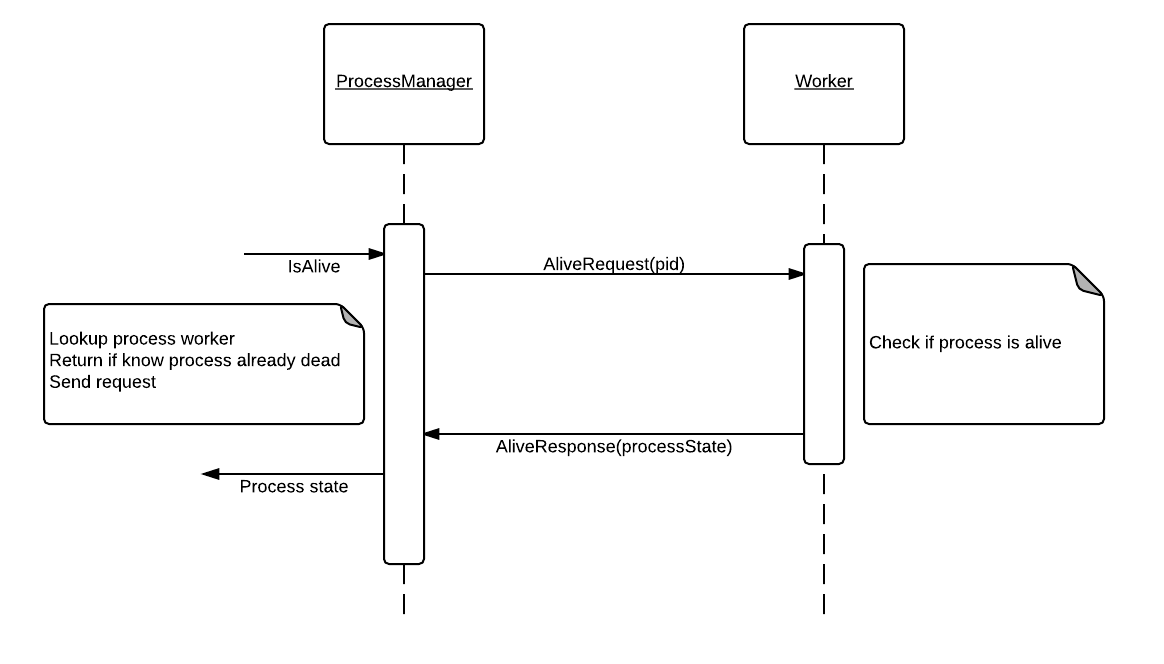 ProcessManager
Worker
IsAlive
AliveRequest(pid)
Lookup process worker
Return if know process already dead
Send request
Check if process is alive
AliveResponse(processState)
Process state